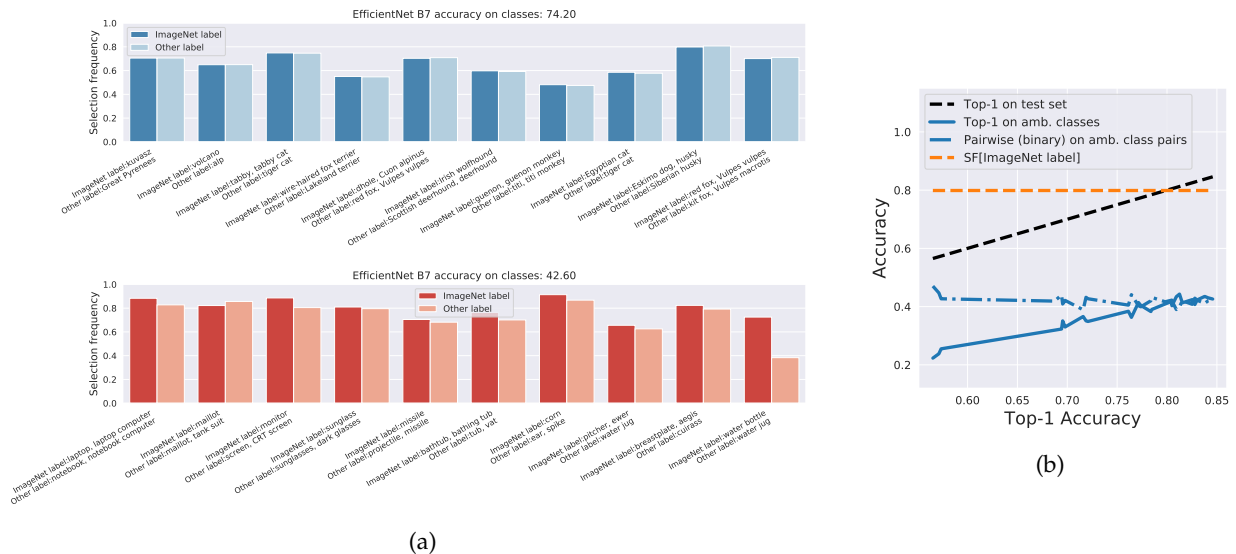 EfficientNet B7 accuracy on classes: 74.20
ImageNet label
Other label
Selection frequency
1.0
0.8
0.6
0.4
0.2
0.0
ImageNet label:kuvasz
Other label:Great Pyrenees
ImageNet label:volcano
Other label:alp
ImageNet label:tabby, tabby cat
Other label:tiger cat
ImageNet label:wire-haired fox terrier
Other label:Lakeland terrier
ImageNet label:dhole, Cuon alpinus
Other label:red fox, Vulpes vulpes
ImageNet label:Irish wolfhound
Other label:Scottish deerhound, deerhound
ImageNet label:guenon, guenon monkey
Other label:titi, titi monkey
ImageNet label:Egyptian cat
Other label:tiger cat
ImageNet label:Eskimo dog, husky
Other label:Siberian husky
ImageNet label:red fox, Vulpes vulpes
Other label:kit fox, Vulpes macrotis
EfficientNet B7 accuracy on classes: 42.60
ImageNet label
Other label
Selection frequency
1.0
0.8
0.6
0.4
0.2
0.0
ImageNet label:laptop, laptop computer
Other label:notebook, notebook computer
ImageNet label:maillot
Other label:maillot, tank suit
ImageNet label:monitor
Other label:screen, CRT screen
ImageNet label:sunglass
Other label:sunglasses, dark glasses
ImageNet label:missile
Other label:projectile, missile
ImageNet label:bathtub, bathing tub
Other label:tub, vat
ImageNet label:corn
Other label:ear, spike
ImageNet label:pitcher, ewer
Other label:water jug
ImageNet label:breastplate, aegis
Other label:cuirass
ImageNet label:water bottle
Other label:water jug
(a)
Top-1 on test set
Top-1 on amb. classes
Pairwise (binary) on amb. class pairs
SF[ImageNet label]
Accuracy
1.0
0.8
0.6
0.4
0.2
0.60
0.65
0.70
0.75
0.80
0.85
Top-1 Accuracy
(b)